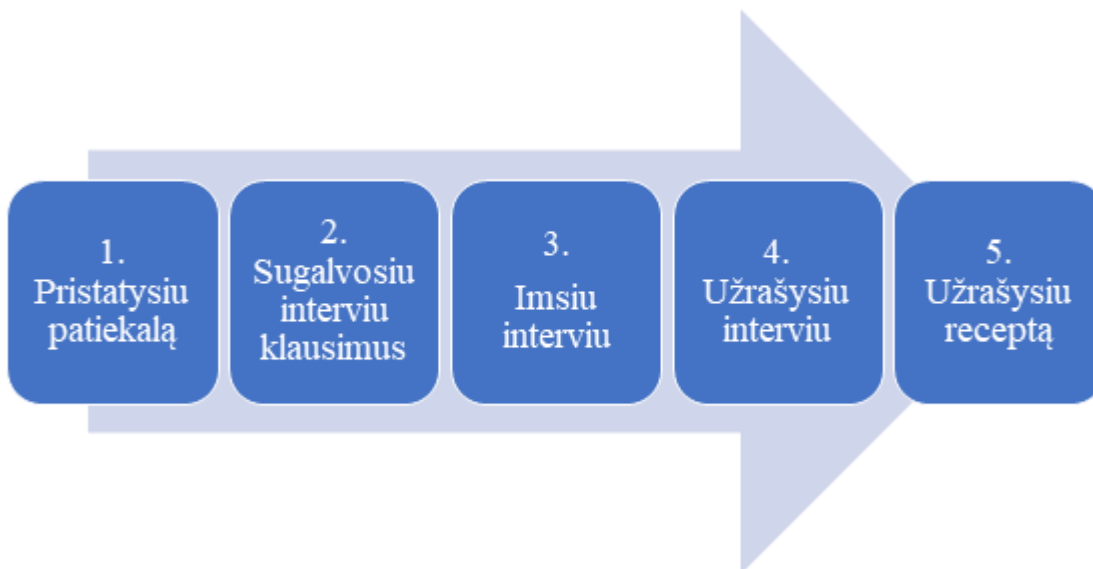 1.
Pristatysiu
patiekalą
2.
Sugalvosiu
interviu
klausimus
3.
Imsiu
interviu
4.
Užrašysiu
interviu
5.
Užrašysiu
receptą